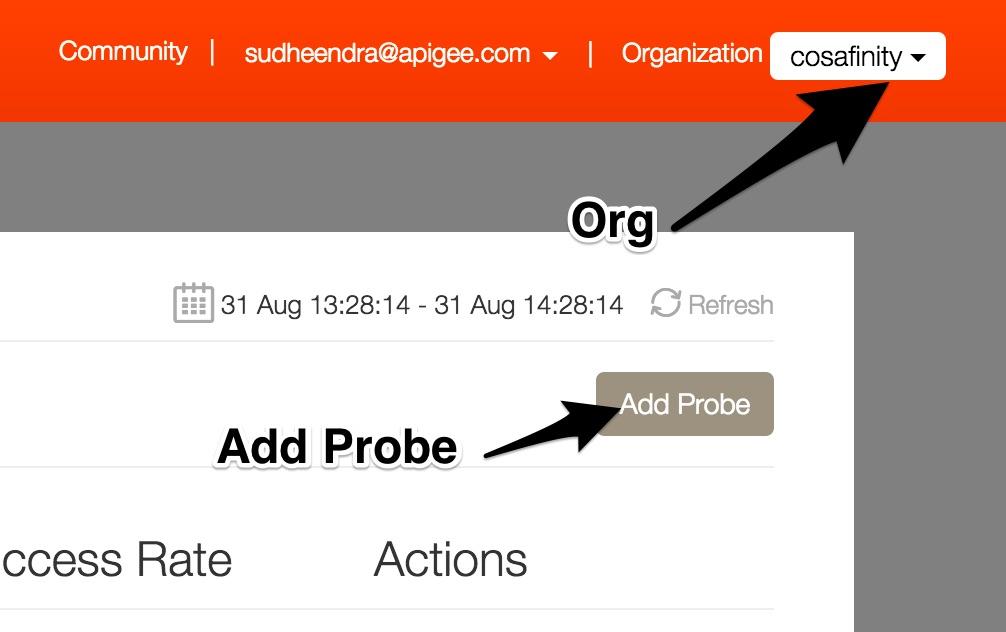 Community | sudheendra@apigee.com | Organization cosafinity
Org
31 Aug 13:28:14 - 31 Aug 14:28:14 Refresh
Add Probe
Add Probe
ccess Rate Actions